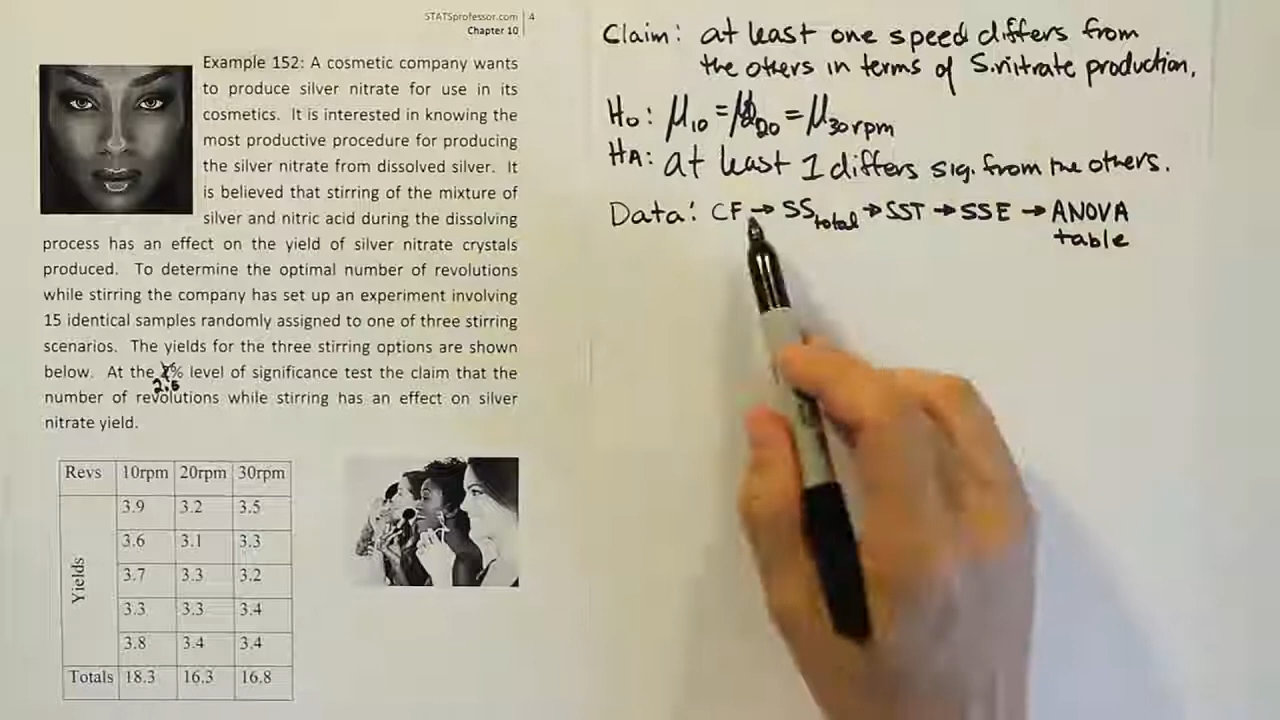 STATSprofessor.com | 4
Chapter 10
Example 152: A cosmetic company wants
to produce silver nitrate for use in its
cosmetics. It is interested in knowing the
most productive procedure for producing
the silver nitrate from dissolved silver. It
is believed that stirring of the mixture of
silver and nitric acid during the dissolving
process has an effect on the yield of silver nitrate crystals
produced. To determine the optimal number of revolutions
while stirring the company has set up an experiment involving
15 identical samples randomly assigned to one of three stirring
scenarios. The yields for the three stirring options are shown
below. At the % level of significance test the claim that the
2.5
number of revolutions while stirring has an effect on silver
nitrate yield.
Revs 10rpm 20rpm 30rpm
Yields
3.9 3.2 3.5
3.6 3.1 3.3
3.7 3.3 3.2
3.3 3.3 3.4
3.8 3.4 3.4
Totals 18.3 16.3 16.8
Claim: at least one speed differs from
the others in terms of S.nitrate production.
Ho: μ10 = μ20 = μ30rpm
HA: at least 1 differs sig. from the others.
Data: CF → SStotal → SST → SSE → ANOVA
table